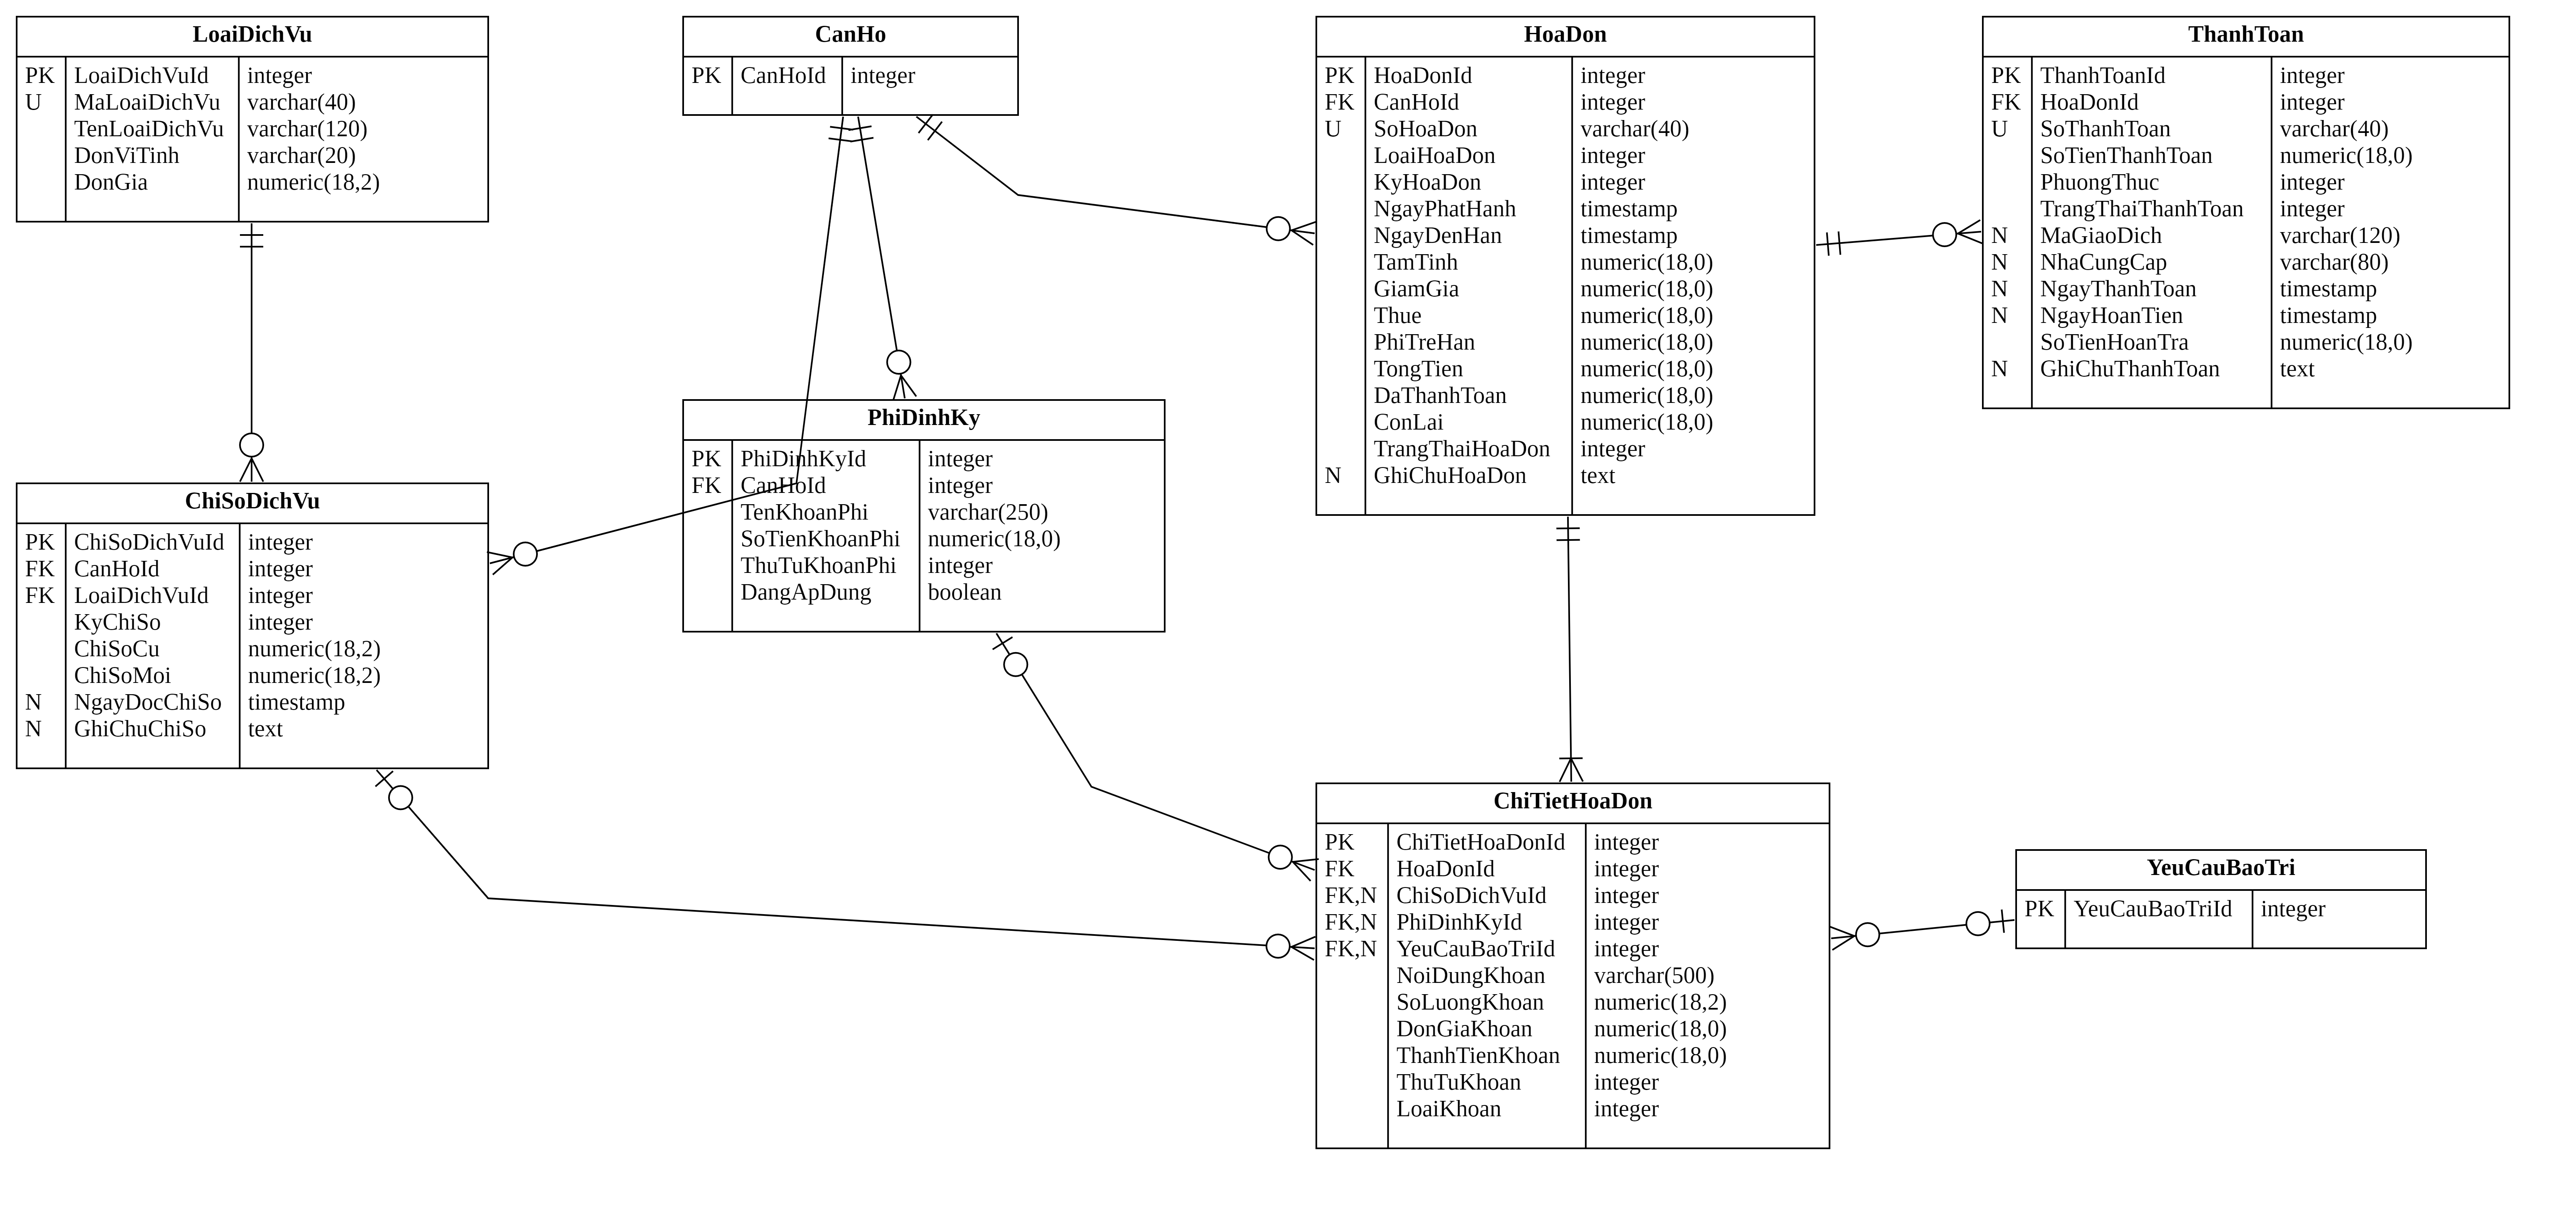 LoaiDichVu
PK LoaiDichVuId integer
U MaLoaiDichVu varchar(40)
TenLoaiDichVu varchar(120)
DonViTinh varchar(20)
DonGia numeric(18,2)
CanHo
PK CanHoId integer
HoaDon
PK HoaDonId integer
FK CanHoId integer
U SoHoaDon varchar(40)
LoaiHoaDon integer
KyHoaDon integer
NgayPhatHanh timestamp
NgayDenHan timestamp
TamTinh numeric(18,0)
GiamGia numeric(18,0)
Thue numeric(18,0)
PhiTreHan numeric(18,0)
TongTien numeric(18,0)
DaThanhToan numeric(18,0)
ConLai numeric(18,0)
TrangThaiHoaDon integer
N GhiChuHoaDon text
ThanhToan
PK ThanhToanId integer
FK HoaDonId integer
U SoThanhToan varchar(40)
SoTienThanhToan numeric(18,0)
PhuongThuc integer
TrangThaiThanhToan integer
N MaGiaoDich varchar(120)
N NhaCungCap varchar(80)
N NgayThanhToan timestamp
N NgayHoanTien timestamp
SoTienHoanTra numeric(18,0)
N GhiChuThanhToan text
PhiDinhKy
PK PhiDinhKyId integer
FK CanHoId integer
TenKhoanPhi varchar(250)
SoTienKhoanPhi numeric(18,0)
ThuTuKhoanPhi integer
DangApDung boolean
ChiSoDichVu
PK ChiSoDichVuId integer
FK CanHoId integer
FK LoaiDichVuId integer
KyChiSo integer
ChiSoCu numeric(18,2)
ChiSoMoi numeric(18,2)
N NgayDocChiSo timestamp
N GhiChuChiSo text
ChiTietHoaDon
PK ChiTietHoaDonId integer
FK HoaDonId integer
FK,N ChiSoDichVuId integer
FK,N PhiDinhKyId integer
FK,N YeuCauBaoTriId integer
NoiDungKhoan varchar(500)
SoLuongKhoan numeric(18,2)
DonGiaKhoan numeric(18,0)
ThanhTienKhoan numeric(18,0)
ThuTuKhoan integer
LoaiKhoan integer
YeuCauBaoTri
PK YeuCauBaoTriId integer